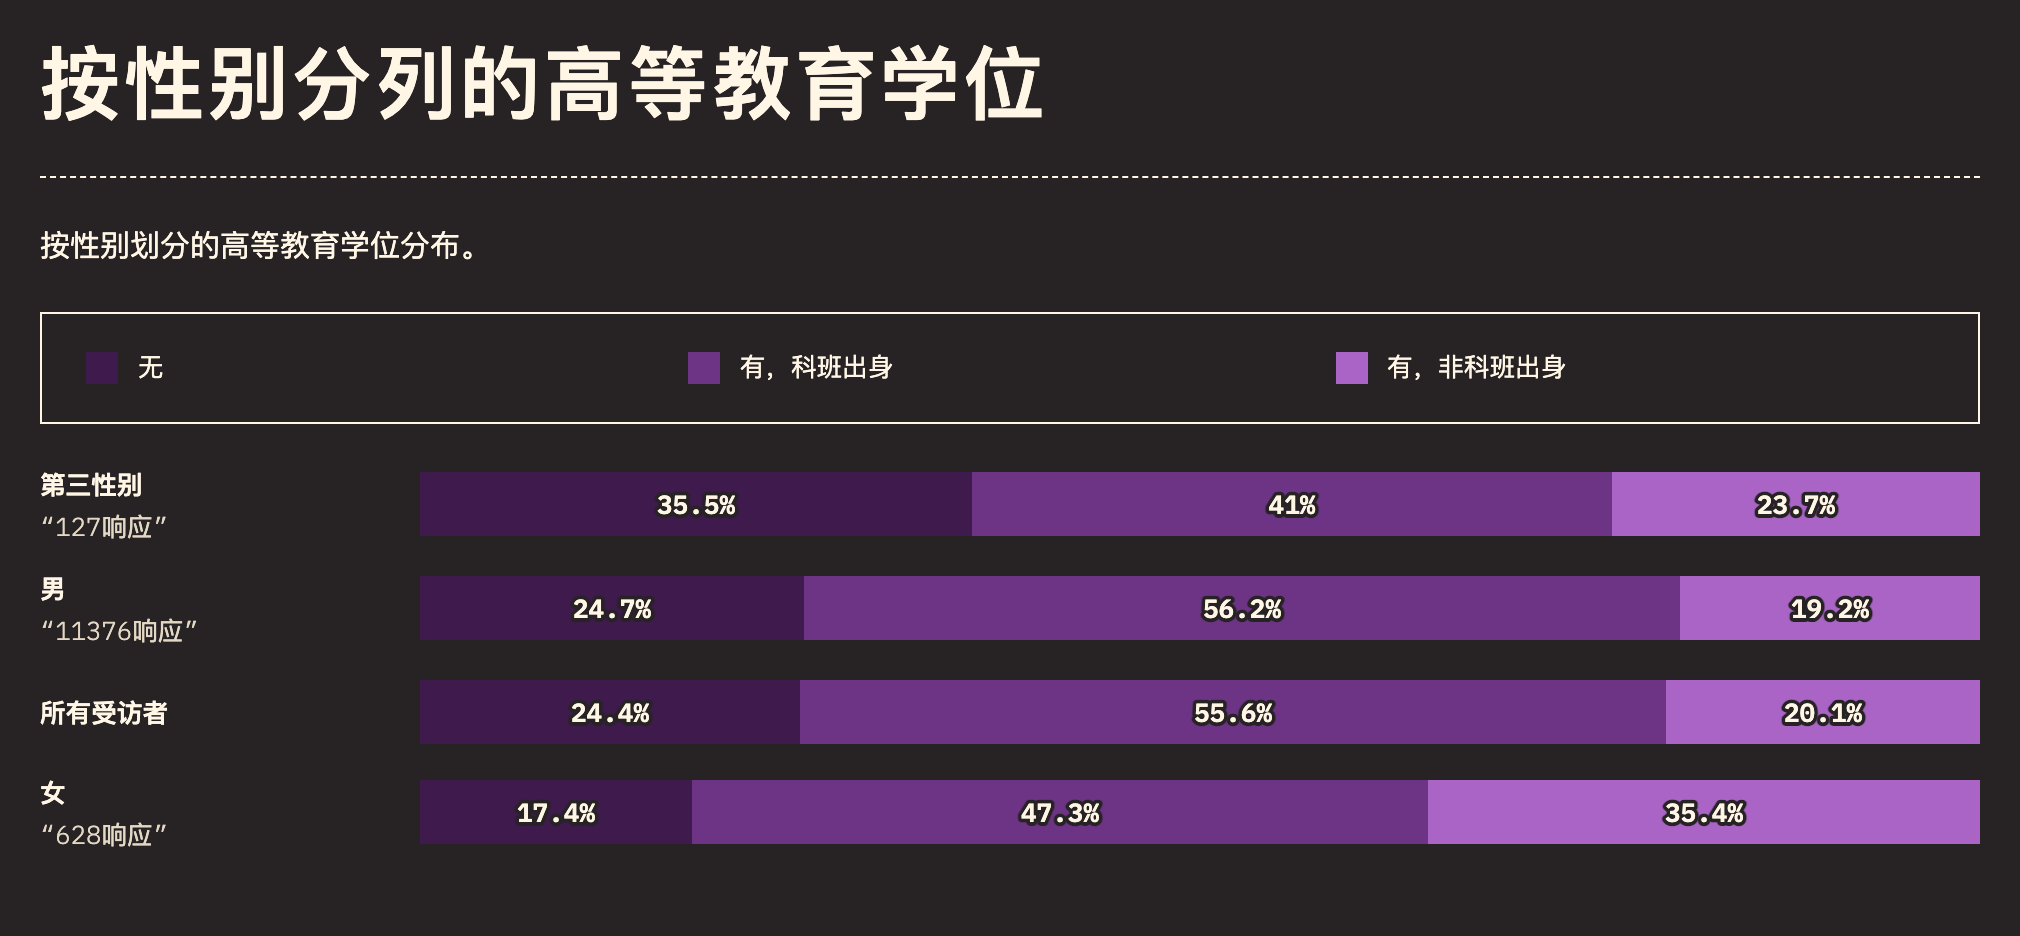 按性别分列的高等教育学位
按性别划分的高等教育学位分布。
无
有，科班出身
有，非科班出身
第三性别
“127响应”
35.5%
41%
23.7%
男
“11376响应”
24.7%
56.2%
19.2%
所有受访者
24.4%
55.6%
20.1%
女
“628响应”
17.4%
47.3%
35.4%